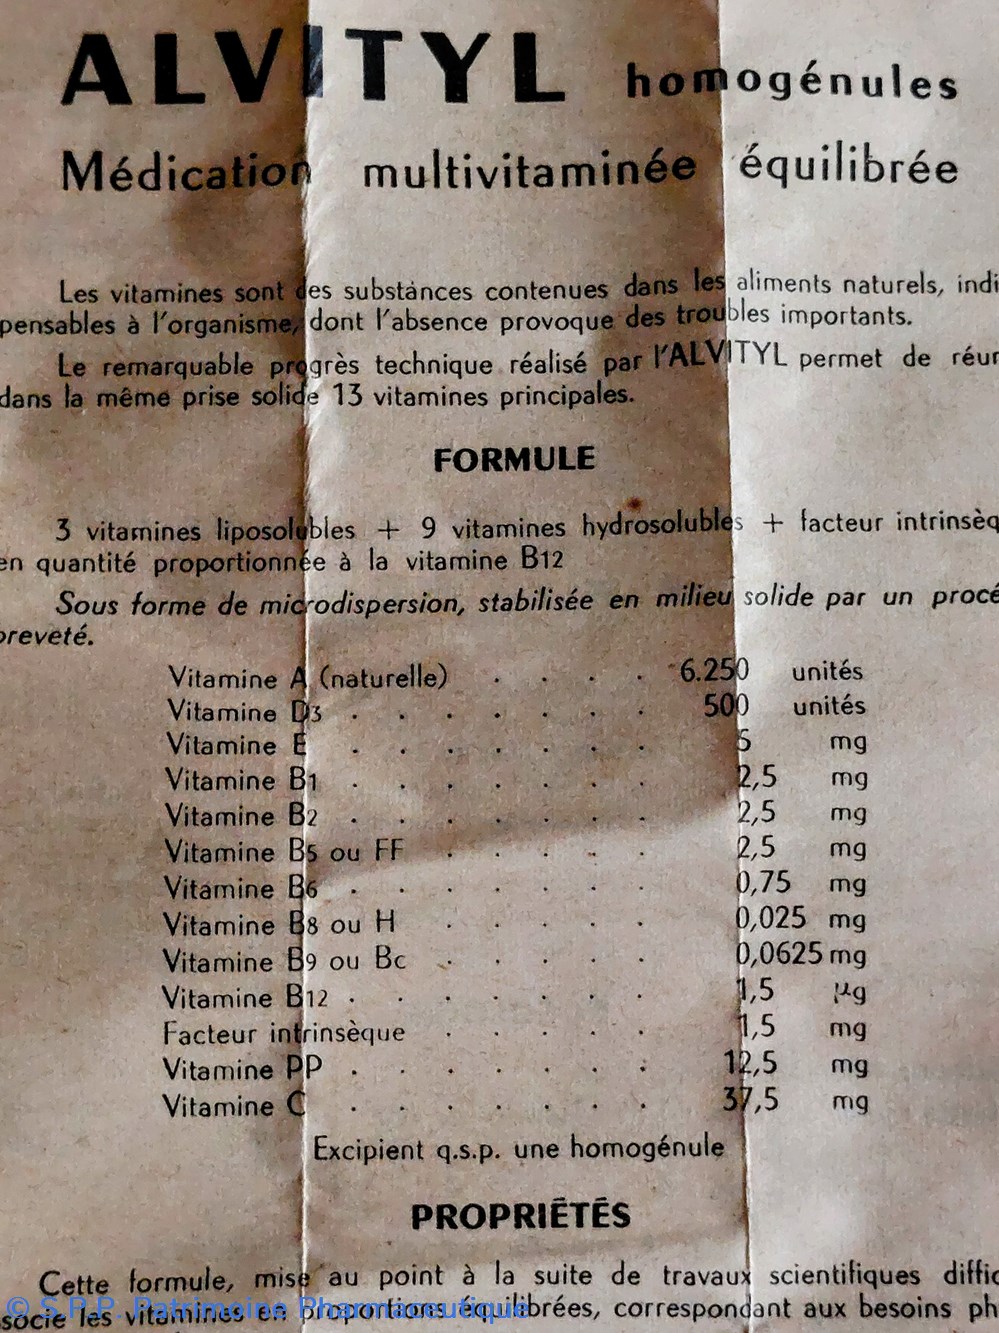 ALVITYL homogénules
Médication multivitaminée équilibrée
Les vitamines sont des substances contenues dans les aliments naturels, indi
pensables à l'organisme, dont l'absence provoque des troubles importants.
Le remarquable progrès technique réalisé par l'ALVITYL permet de réun
dans la même prise solide 13 vitamines principales.
FORMULE
3 vitamines liposolubles + 9 vitamines hydrosolubles + facteur intrinsèq
en quantité proportionnée à la vitamine B12
Sous forme de microdispersion, stabilisée en milieu solide par un procé
breveté.
Vitamine A (naturelle) . . . . 6.250 unités
Vitamine D3 . . . . . . . 500 unités
Vitamine E . . . . . . . 5 mg
Vitamine B1 . . . . . . . 2,5 mg
Vitamine B2 . . . . . . . 2,5 mg
Vitamine B5 ou FF . . . . . 2,5 mg
Vitamine B6 . . . . . . . 0,75 mg
Vitamine B8 ou H . . . . . 0,025 mg
Vitamine B9 ou Bc . . . . . 0,0625 mg
Vitamine B12 . . . . . . . 1,5 µg
Facteur intrinsèque . . . . . 1,5 mg
Vitamine PP . . . . . . . 12,5 mg
Vitamine C . . . . . . . 37,5 mg
Excipient q.s.p. une homogénule
PROPRIÉTÉS
Cette formule, mise au point à la suite de travaux scientifiques diffic
socie les vitamines en proportions équilibrées, correspondant aux besoins ph
© S.P.P. Patrimoine Pharmaceutique